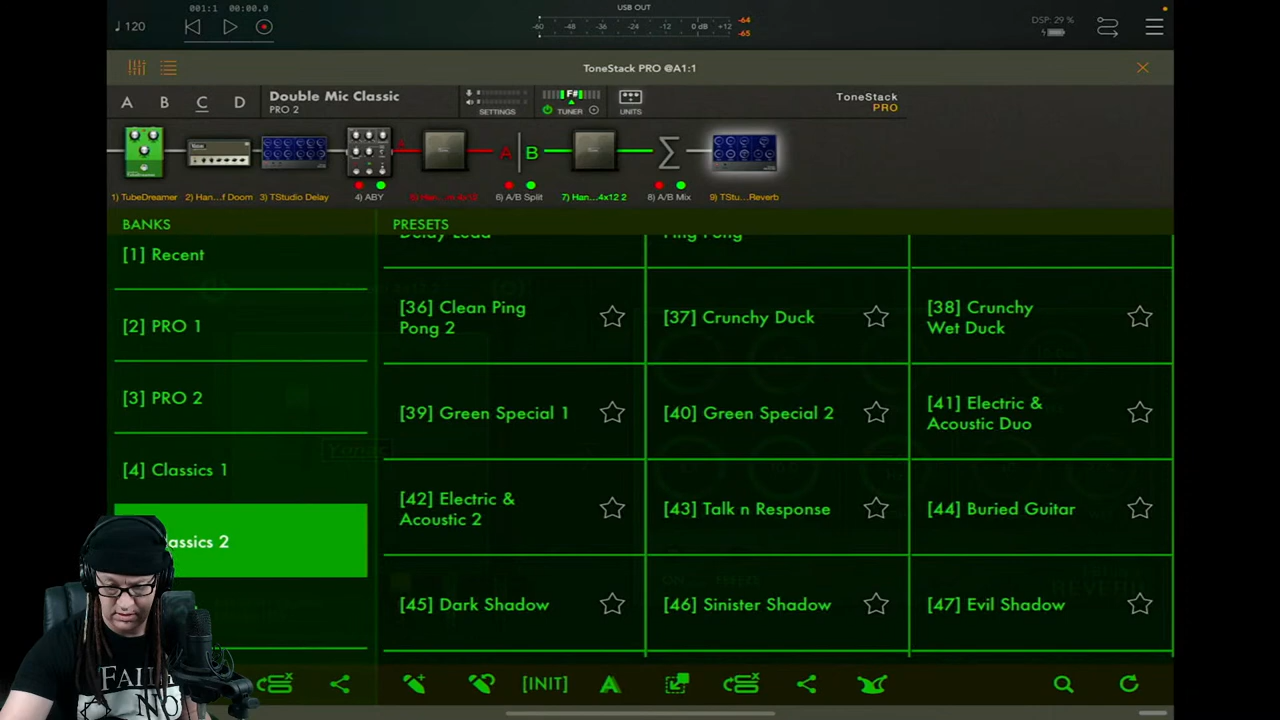 001:1 00:00.0
USB OUT
♩ 120
-60 -48 -36 -24 -12 0 dB +12
-64
-65
DSP: 29 %
ToneStack PRO @A1:1
A B C D
Double Mic Classic
PRO 2
SETTINGS
F#
TUNER
UNITS
ToneStack
PRO
A B
1) TubeDreamer
2) Han...f Doom
3) TStudio Delay
4) ABY
6) A/B Split
7) Han...4x12 2
8) A/B Mix
9) TStu...Reverb
BANKS
PRESETS
[1] Recent
[2] PRO 1
[3] PRO 2
[4] Classics 1
assics 2
Delay Lead
Ping Pong
[36] Clean Ping
Pong 2
[37] Crunchy Duck
[38] Crunchy
Wet Duck
[39] Green Special 1
[40] Green Special 2
[41] Electric &
Acoustic Duo
[42] Electric &
Acoustic 2
[43] Talk n Response
[44] Buried Guitar
[45] Dark Shadow
[46] Sinister Shadow
[47] Evil Shadow
[INIT]
A
REVERB